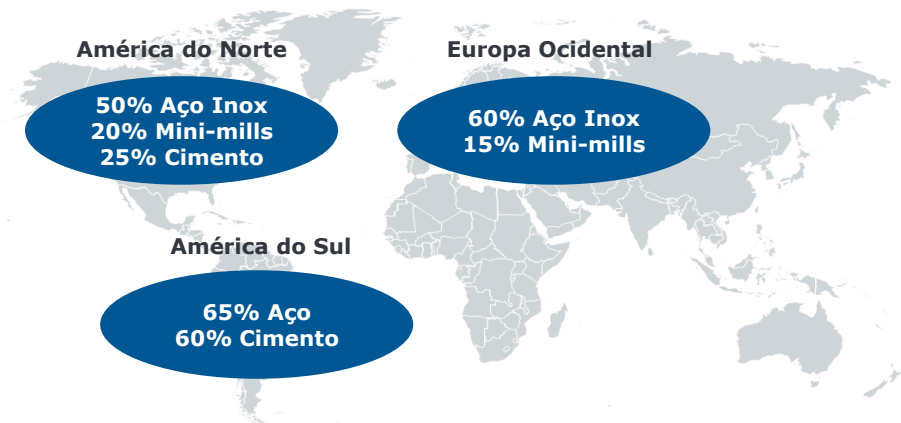 América do Norte
50% Aço Inox
20% Mini-mills
25% Cimento
Europa Ocidental
60% Aço Inox
15% Mini-mills
América do Sul
65% Aço
60% Cimento